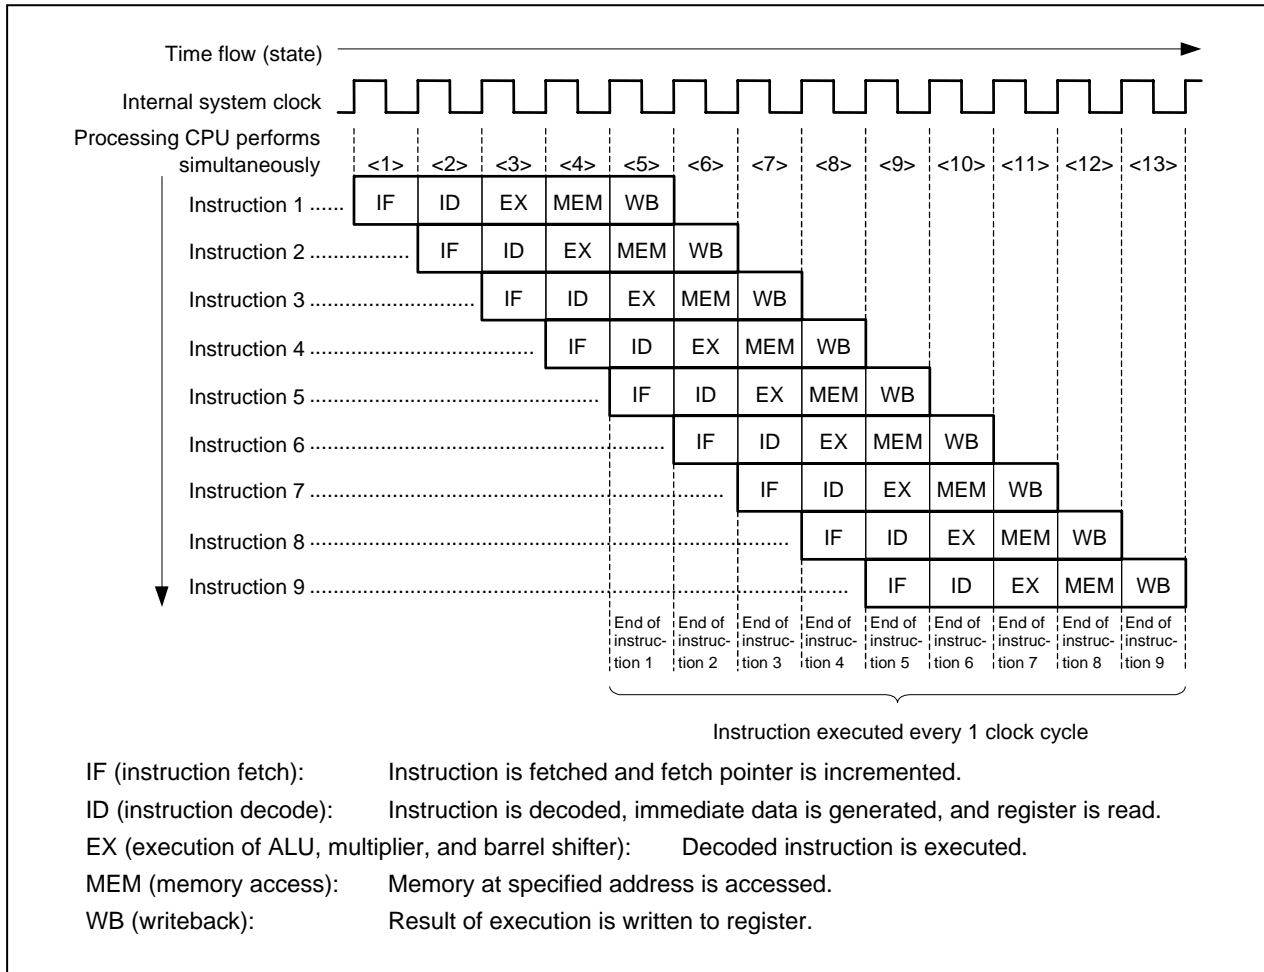 Time flow (state)
Internal system clock
Processing CPU performs
simultaneously
<1> <2> <3> <4> <5> <6> <7> <8> <9> <10> <11> <12> <13>
Instruction 1 ...... IF ID EX MEM WB
Instruction 2 ................. IF ID EX MEM WB
Instruction 3 ............................ IF ID EX MEM WB
Instruction 4 ...................................... IF ID EX MEM WB
Instruction 5 ................................................. IF ID EX MEM WB
Instruction 6 ............................................................ IF ID EX MEM WB
Instruction 7 ...................................................................... IF ID EX MEM WB
Instruction 8 ................................................................................. IF ID EX MEM WB
Instruction 9 ........................................................................................... IF ID EX MEM WB
End of End of End of End of End of End of End of End of End of
instruc- instruc- instruc- instruc- instruc- instruc- instruc- instruc- instruc-
tion 1 tion 2 tion 3 tion 4 tion 5 tion 6 tion 7 tion 8 tion 9
Instruction executed every 1 clock cycle
IF (instruction fetch): Instruction is fetched and fetch pointer is incremented.
ID (instruction decode): Instruction is decoded, immediate data is generated, and register is read.
EX (execution of ALU, multiplier, and barrel shifter): Decoded instruction is executed.
MEM (memory access): Memory at specified address is accessed.
WB (writeback): Result of execution is written to register.